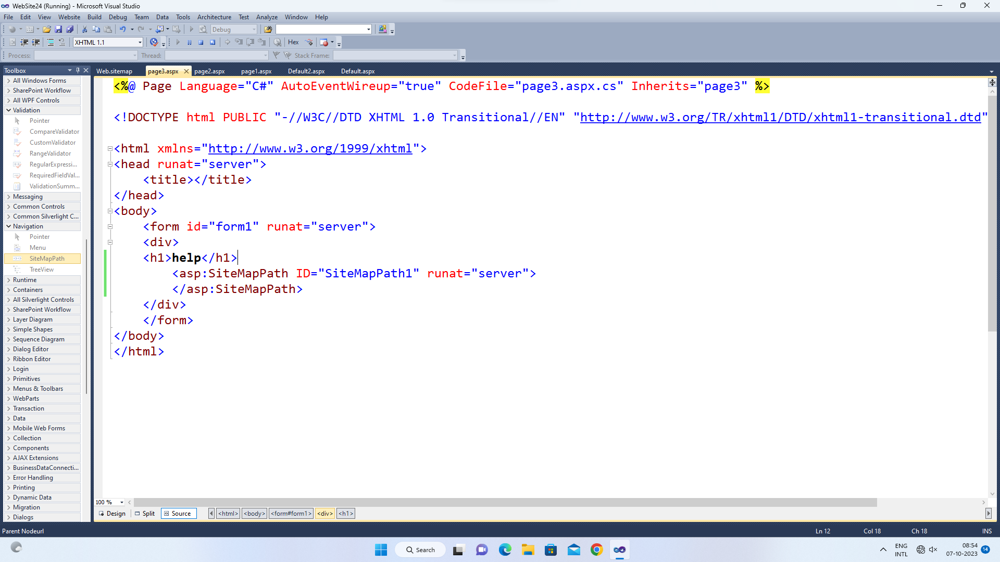 WebSite24 (Running) - Microsoft Visual Studio
File Edit View Website Build Debug Team Data Tools Architecture Test Analyze Window Help
Debug
XHTML 1.1 Hex
Process: Thread: Stack Frame:
Toolbox
Web.sitemap page3.aspx page2.aspx page1.aspx Default2.aspx Default.aspx
All Windows Forms
SharePoint Workflow
All WPF Controls
Validation
Pointer
CompareValidator
CustomValidator
RangeValidator
RegularExpressi...
RequiredFieldVal...
ValidationSumm...
Messaging
Common Controls
Common Silverlight C...
Navigation
Pointer
Menu
SiteMapPath
TreeView
Runtime
Containers
All Silverlight Controls
SharePoint Workflow
Layer Diagram
Simple Shapes
Sequence Diagram
Dialog Editor
Ribbon Editor
Login
Primitives
Menus & Toolbars
WebParts
Transaction
Data
Mobile Web Forms
Collection
Components
AJAX Extensions
BusinessDataConnecti...
Error Handling
Printing
Dynamic Data
Migration
Dialogs
<%@ Page Language="C#" AutoEventWireup="true" CodeFile="page3.aspx.cs" Inherits="page3" %>
<!DOCTYPE html PUBLIC "-//W3C//DTD XHTML 1.0 Transitional//EN" "http://www.w3.org/TR/xhtml1/DTD/xhtml1-transitional.dtd"
<html xmlns="http://www.w3.org/1999/xhtml">
<head runat="server">
<title></title>
</head>
<body>
<form id="form1" runat="server">
<div>
<h1>help</h1>
<asp:SiteMapPath ID="SiteMapPath1" runat="server">
</asp:SiteMapPath>
</div>
</form>
</body>
</html>
100 %
Design Split Source <html> <body> <form#form1> <div> <h1>
Parent Nodeurl Ln 12 Col 18 Ch 18 INS
Search
ENG
INTL
08:54
07-10-2023
14